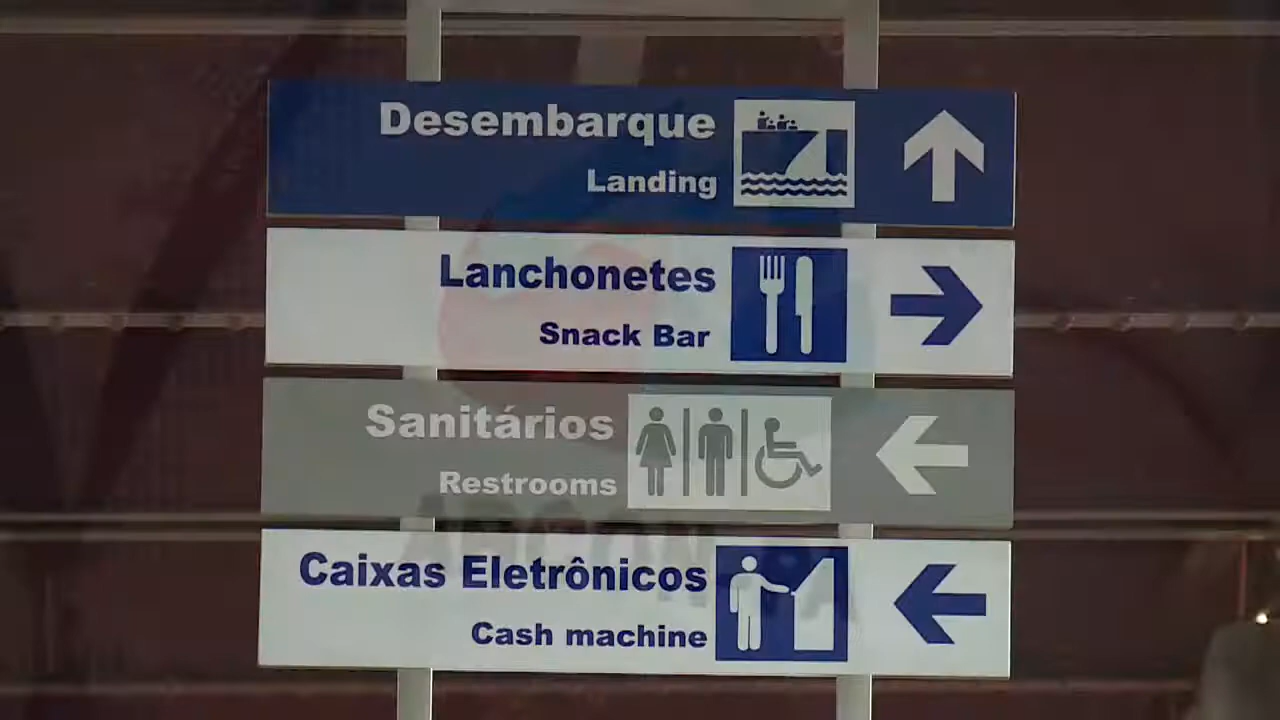 Desembarque
Landing
Lanchonetes
Snack Bar
Sanitários
Restrooms
Caixas Eletrônicos
Cash machine